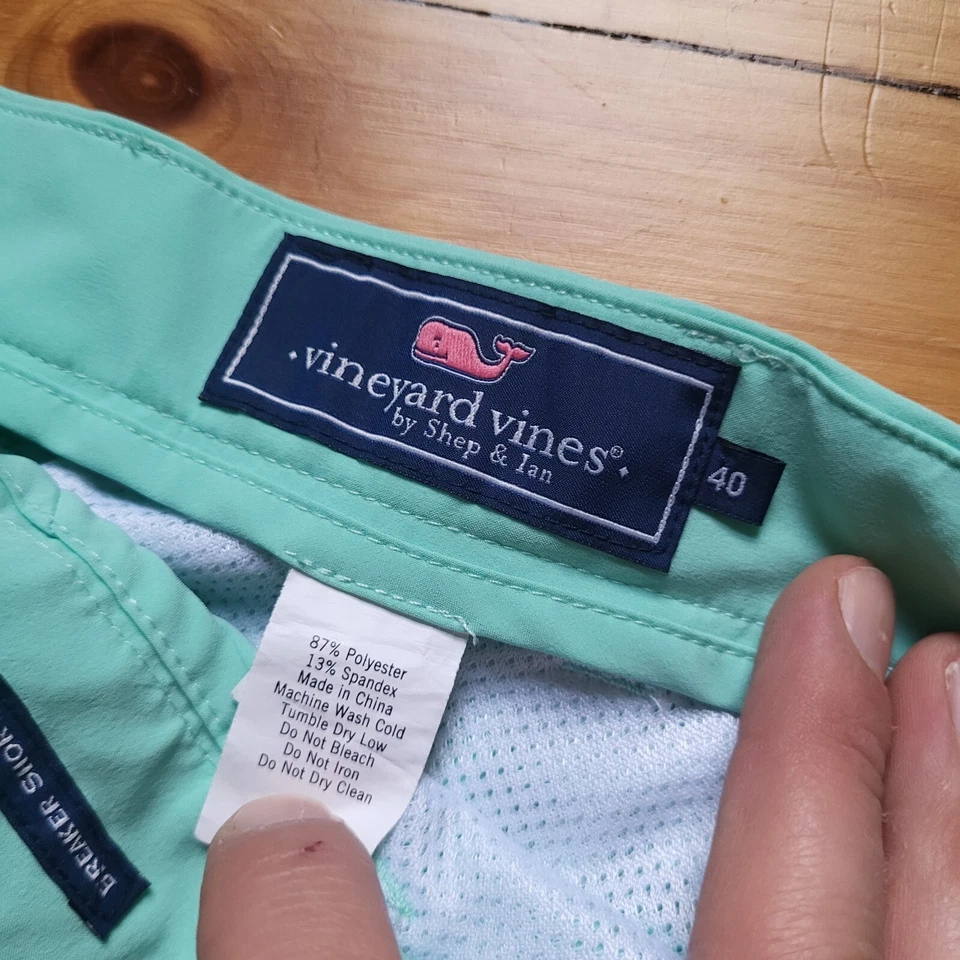 ·vineyard vines®·
by Shep & Ian
40
87% Polyester
13% Spandex
Made in China
Machine Wash Cold
Tumble Dry Low
Do Not Bleach
Do Not Iron
Do Not Dry Clean
BREAKER